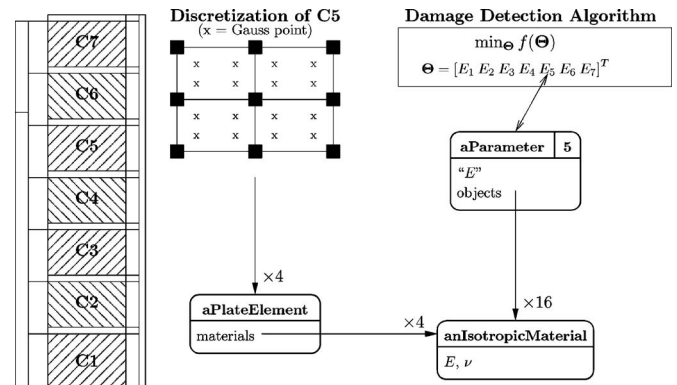 C7
C6
C5
C4
C3
C2
C1
Discretization of C5
(x = Gauss point)
x x x x
x x x x
x x x x
x x x x
×4
aPlateElement
materials
×4
Damage Detection Algorithm
min_Θ f(Θ)
Θ = [E₁ E₂ E₃ E₄ E₅ E₆ E₇]ᵀ
aParameter 5
“E”
objects
×16
anIsotropicMaterial
E, ν